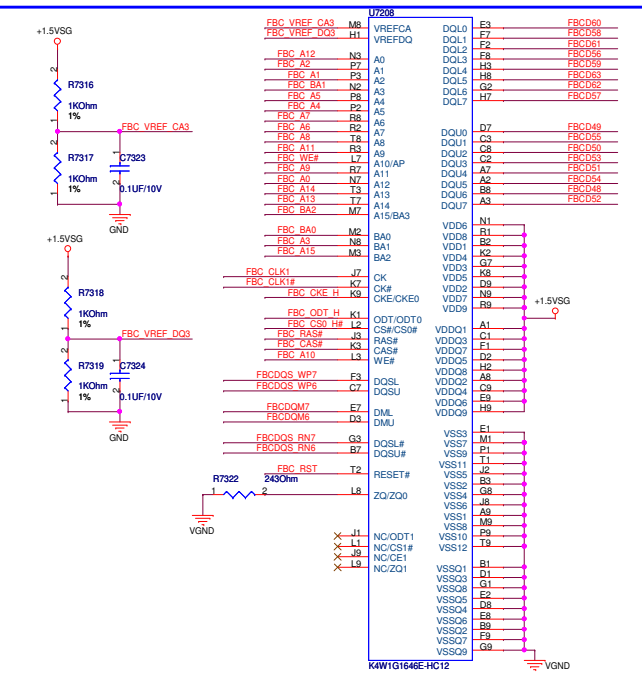 U7208
+1.5VSG
2
R7316
1KOhm
1%
1
FBC_VREF_CA3
2
R7317
1KOhm
1%
1
1
C7323
2
0.1UF/10V
GND
+1.5VSG
2
R7318
1KOhm
1%
1
FBC_VREF_DQ3
2
R7319
1KOhm
1%
1
1
C7324
2
0.1UF/10V
GND
FBC_VREF_CA3 M8 VREFCA
FBC_VREF_DQ3 H1 VREFDQ
FBC_A12 N3 A0
FBC_A2 P7 A1
FBC_A1 P3 A2
FBC_BA1 N2 A3
FBC_A5 P8 A4
FBC_A4 P2 A5
FBC_A7 R8 A6
FBC_A6 R2 A7
FBC_A8 T8 A8
FBC_A11 R3 A9
FBC_WE# L7 A10/AP
FBC_A9 R7 A11
FBC_A0 N7 A12
FBC_A14 T3 A13
FBC_A13 T7 A14
FBC_BA2 M7 A15/BA3
FBC_BA0 M2 BA0
FBC_A3 N8 BA1
FBC_A15 M3 BA2
FBC_CLK1 J7 CK
FBC_CLK1# K7 CK#
FBC_CKE_H K9 CKE/CKE0
FBC_ODT_H K1 ODT/ODT0
FBC_CS0_H# L2 CS#/CS0#
FBC_RAS# J3 RAS#
FBC_CAS# K3 CAS#
FBC_A10 L3 WE#
FBCDQS_WP7 F3 DQSL
FBCDQS_WP6 C7 DQSU
FBCDQM7 E7 DML
FBCDQM6 D3 DMU
FBCDQS_RN7 G3 DQSL#
FBCDQS_RN6 B7 DQSU#
FBC_RST T2 RESET#
R7322 243Ohm
1 2 L8 ZQ/ZQ0
VGND
J1 NC/ODT1
L1 NC/CS1#
J9 NC/CE1
L9 NC/ZQ1
DQL0 E3 FBCD60
DQL1 F7 FBCD58
DQL2 F2 FBCD61
DQL3 F8 FBCD56
DQL4 H3 FBCD59
DQL5 H8 FBCD63
DQL6 G2 FBCD62
DQL7 H7 FBCD57
DQU0 D7 FBCD49
DQU1 C3 FBCD55
DQU2 C8 FBCD50
DQU3 C2 FBCD53
DQU4 A7 FBCD51
DQU5 A2 FBCD54
DQU6 B8 FBCD48
DQU7 A3 FBCD52
VDD6 N1
VDD8 R1
VDD1 B2
VDD4 K2
VDD3 G7
VDD5 K8
VDD2 D9
VDD7 N9
VDD9 R9
+1.5VSG
VDDQ1 A1
VDDQ3 C1
VDDQ7 F1
VDDQ5 D2
VDDQ8 H2
VDDQ2 A8
VDDQ4 C9
VDDQ6 E9
VDDQ9 H9
VSS3 E1
VSS7 M1
VSS9 P1
VSS11 T1
VSS5 J2
VSS2 B3
VSS4 G8
VSS6 J8
VSS1 A9
VSS8 M9
VSS10 P9
VSS12 T9
VSSQ1 B1
VSSQ3 D1
VSSQ8 G1
VSSQ5 E2
VSSQ4 D8
VSSQ6 E8
VSSQ2 B9
VSSQ7 F9
VSSQ9 G9
VGND
K4W1G1646E-HC12